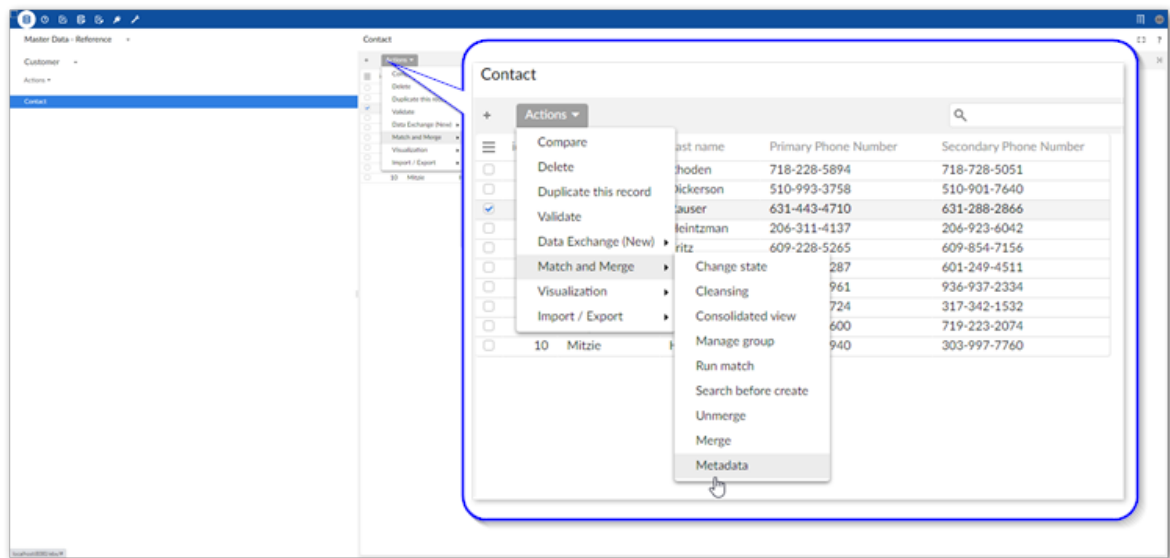 Master Data - Reference
Contact
Customer
Actions
Contact
Actions
Delete
Duplicate this
Validate
Data Exchange (New)
Match and Merge
Visualization
Import / Export
10 Mitzie
Contact
+ Actions
Compare
Delete
Duplicate this record
Validate
Data Exchange (New)
Match and Merge
Visualization
Import / Export
ast name Primary Phone Number Secondary Phone Number
hoden 718-228-5894 718-728-5051
ickerson 510-993-3758 510-901-7640
auser 631-443-4710 631-288-2866
eintzman 206-311-4137 206-923-6042
ritz 609-228-5265 609-854-7156
287 601-249-4511
961 936-937-2334
724 317-342-1532
600 719-223-2074
10 Mitzie H 940 303-997-7760
Change state
Cleansing
Consolidated view
Manage group
Run match
Search before create
Unmerge
Merge
Metadata